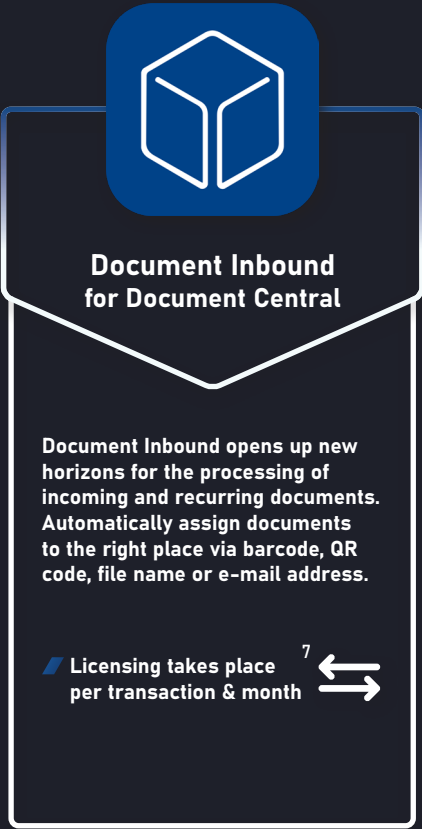 Document Inbound
for Document Central
Document Inbound opens up new
horizons for the processing of
incoming and recurring documents.
Automatically assign documents
to the right place via barcode, QR
code, file name or e-mail address.
Licensing takes place 7
per transaction & month